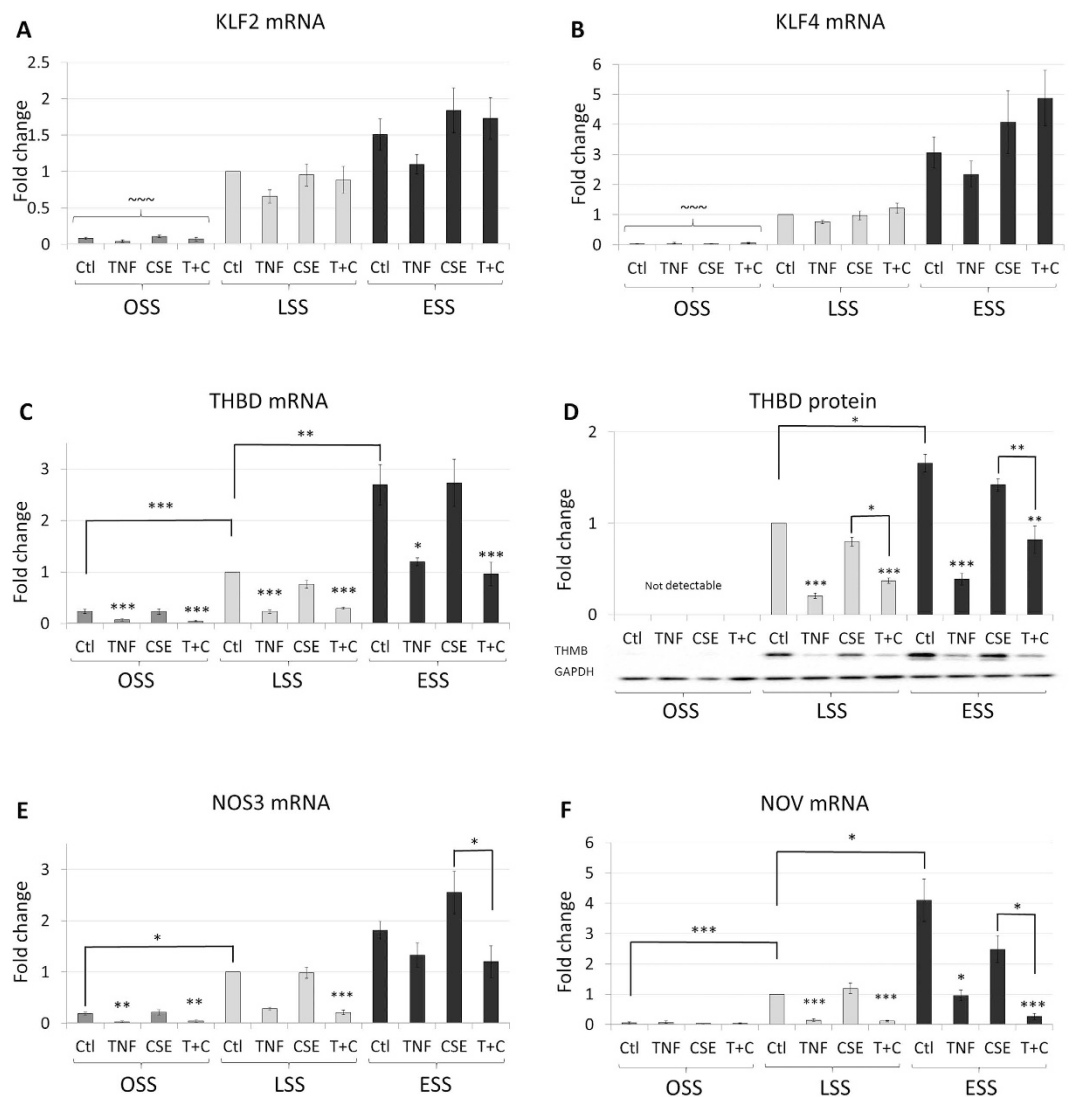 A
KLF2 mRNA
Fold change
2.5
2
1.5
1
0.5
0
~~~
Ctl TNF CSE T+C Ctl TNF CSE T+C Ctl TNF CSE T+C
OSS LSS ESS
B
KLF4 mRNA
Fold change
6
5
4
3
2
1
0
~~~
Ctl TNF CSE T+C Ctl TNF CSE T+C Ctl TNF CSE T+C
OSS LSS ESS
C
THBD mRNA
Fold change
3
2
1
0
**
***
*
***
*** *** *** ***
Ctl TNF CSE T+C Ctl TNF CSE T+C Ctl TNF CSE T+C
OSS LSS ESS
D
THBD protein
Fold change
2
1
0
*
**
*
**
*** *** ***
Not detectable
Ctl TNF CSE T+C Ctl TNF CSE T+C Ctl TNF CSE T+C
THMB
GAPDH
OSS LSS ESS
E
NOS3 mRNA
Fold change
3
2
1
0
*
*
** ** ***
Ctl TNF CSE T+C Ctl TNF CSE T+C Ctl TNF CSE T+C
OSS LSS ESS
F
NOV mRNA
Fold change
6
5
4
3
2
1
0
*
*
***
*
*** *** ***
Ctl TNF CSE T+C Ctl TNF CSE T+C Ctl TNF CSE T+C
OSS LSS ESS